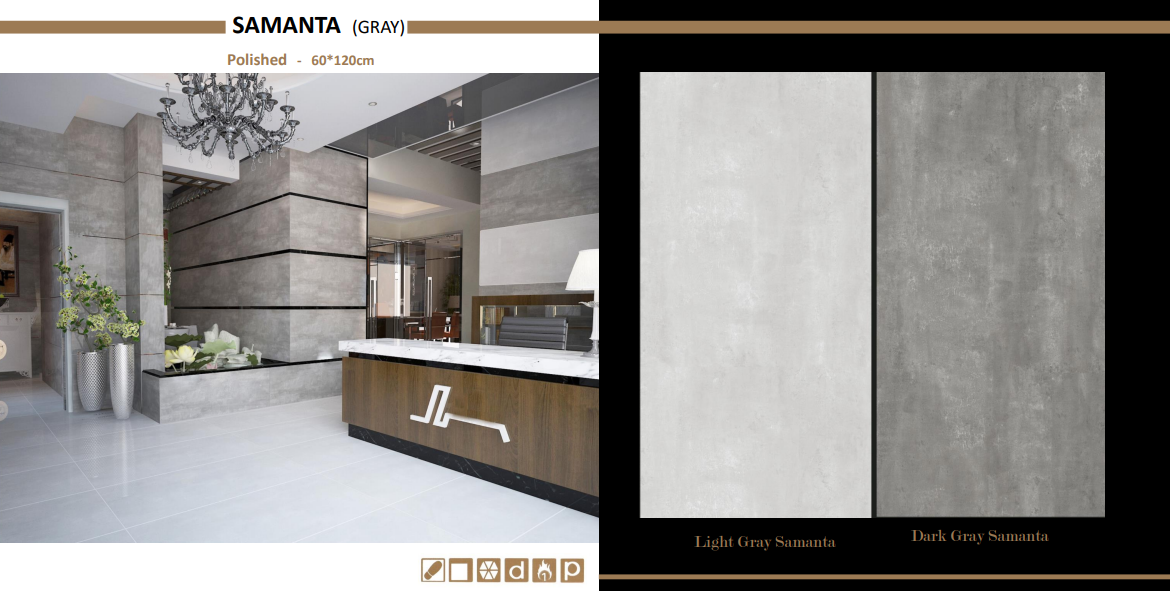 SAMANTA (GRAY)
Polished - 60*120cm
Light Gray Samanta
Dark Gray Samanta
d
p